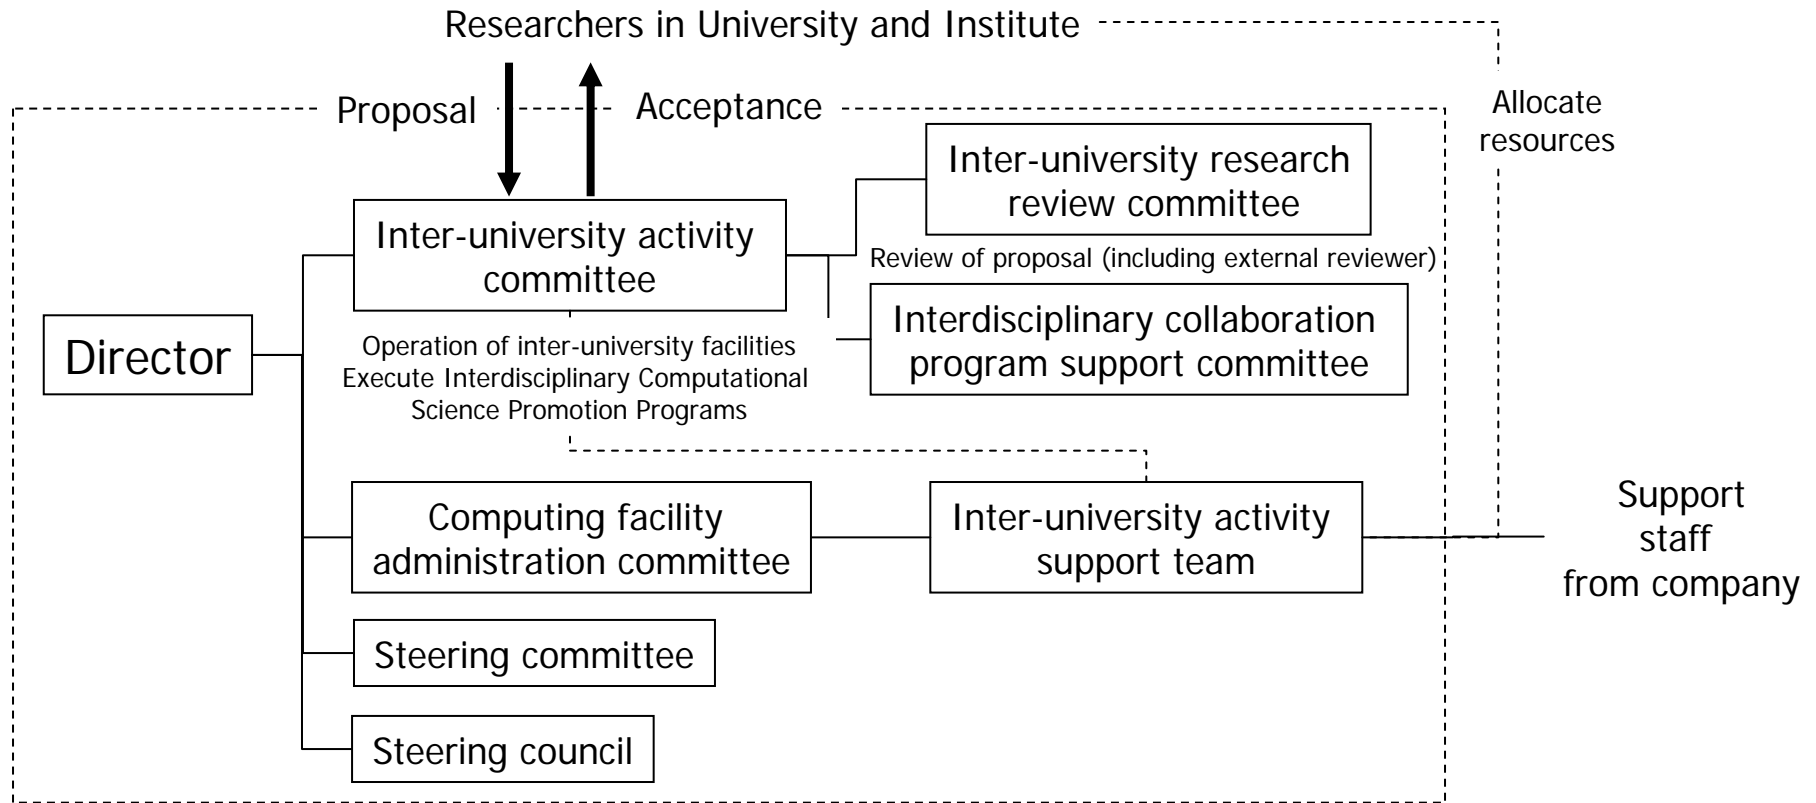 Researchers in University and Institute
Proposal
Acceptance
Allocate
resources
Inter-university research
review committee
Inter-university activity
committee
Review of proposal (including external reviewer)
Interdisciplinary collaboration
program support committee
Director
Operation of inter-university facilities
Execute Interdisciplinary Computational
Science Promotion Programs
Computing facility
administration committee
Inter-university activity
support team
Support
staff
from company
Steering committee
Steering council